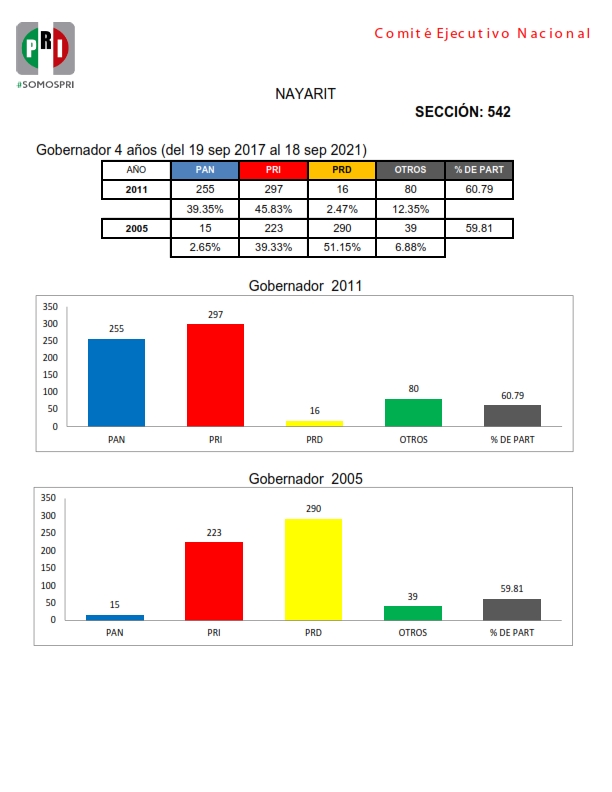 Comité Ejecutivo Nacional
PRI
#SOMOSPRI
NAYARIT
SECCIÓN: 542
Gobernador 4 años (del 19 sep 2017 al 18 sep 2021)
AÑO PAN PRI PRD OTROS % DE PART
2011 255 297 16 80 60.79
39.35% 45.83% 2.47% 12.35%
2005 15 223 290 39 59.81
2.65% 39.33% 51.15% 6.88%
Gobernador 2011
350
300
250
200
150
100
50
0
255
297
16
80
60.79
PAN PRI PRD OTROS % DE PART
Gobernador 2005
350
300
250
200
150
100
50
0
15
223
290
39
59.81
PAN PRI PRD OTROS % DE PART